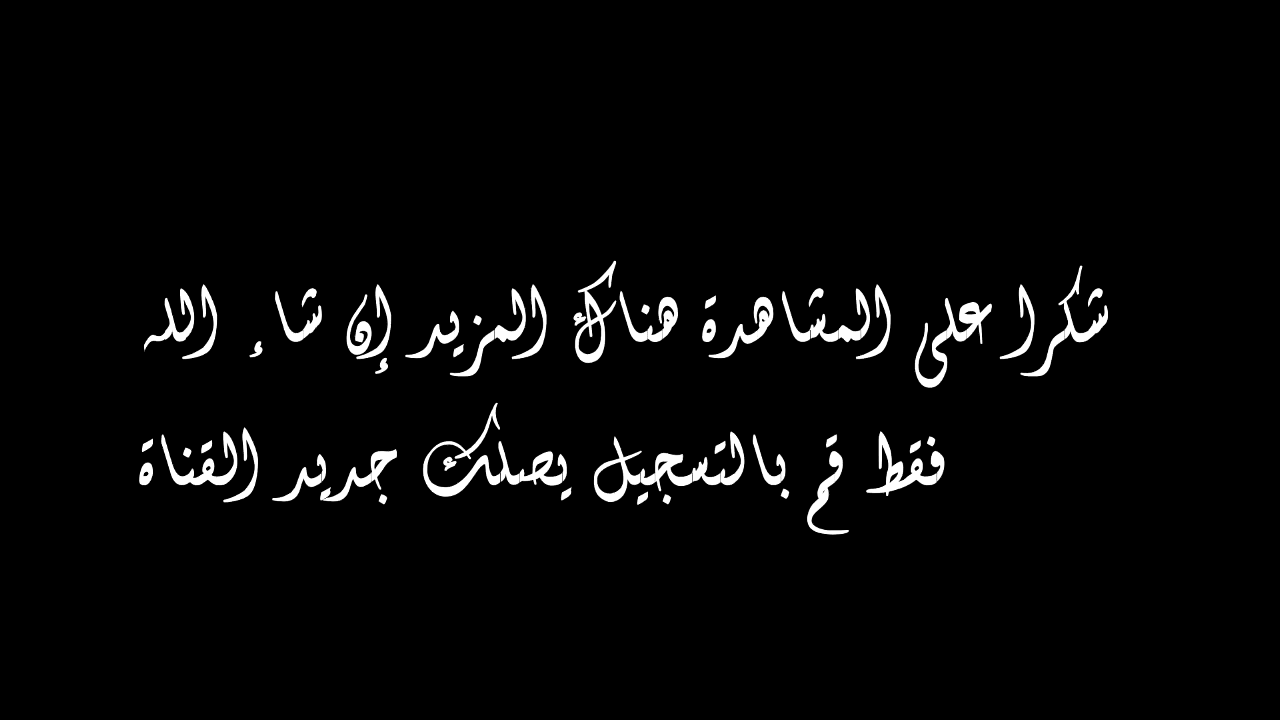 شكرا على المشاهدة هناك المزيد إن شاء الله
فقط قم بالتسجيل يصلك جديد القناة